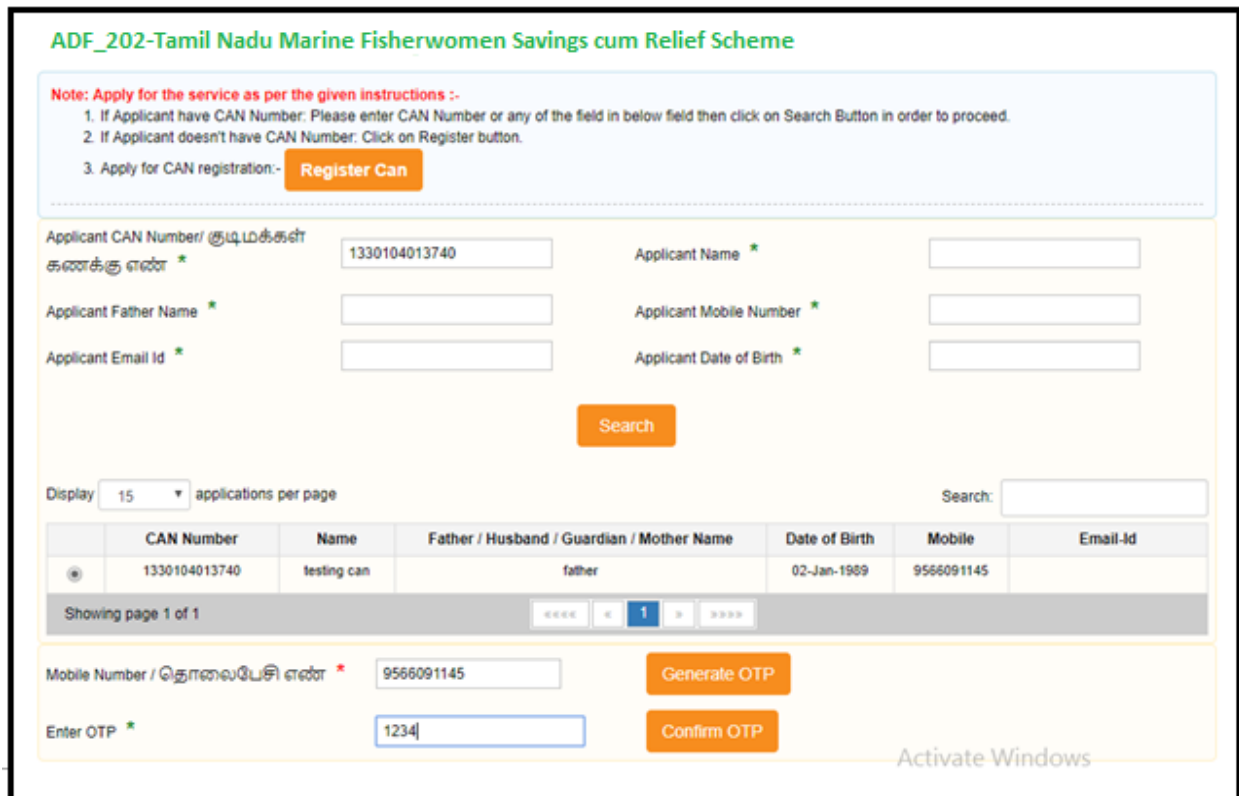 ADF_202-Tamil Nadu Marine Fisherwomen Savings cum Relief Scheme
Note: Apply for the service as per the given instructions :-
1. If Applicant have CAN Number: Please enter CAN Number or any of the field in below field then click on Search Button in order to proceed.
2. If Applicant doesn't have CAN Number: Click on Register button.
3. Apply for CAN registration:- Register Can
Applicant CAN Number/ குடிமக்கள்
கணக்கு எண் * 1330104013740 Applicant Name *
Applicant Father Name * Applicant Mobile Number *
Applicant Email Id * Applicant Date of Birth *
Search
Display 15 applications per page Search:
CAN Number Name Father / Husband / Guardian / Mother Name Date of Birth Mobile Email-Id
1330104013740 testing can father 02-Jan-1989 9566091145
Showing page 1 of 1 «««« « 1 » »»»»
Mobile Number / தொலைபேசி எண் * 9566091145 Generate OTP
Enter OTP * 1234 Confirm OTP
Activate Windows